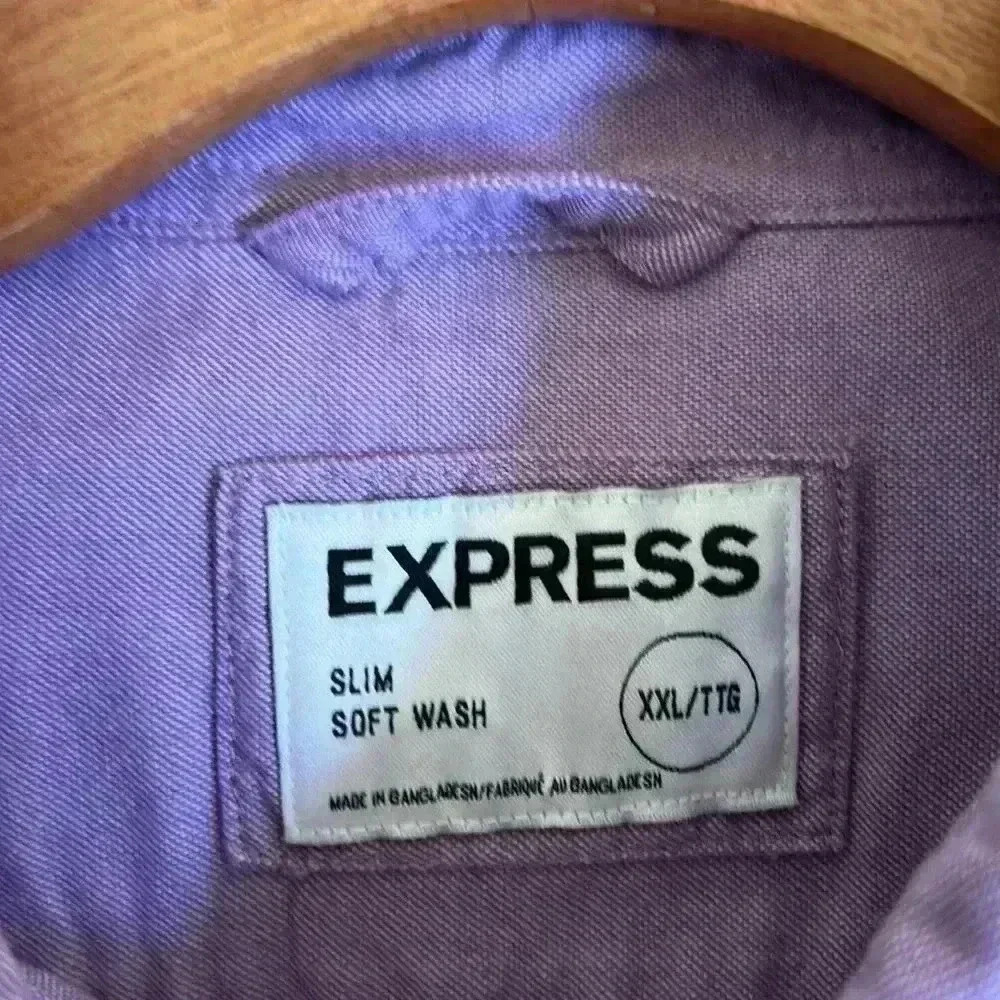 EXPRESS
SLIM
SOFT WASH
XXL/TTG
MADE IN BANGLADESH/FABRIQUÉ AU BANGLADESH